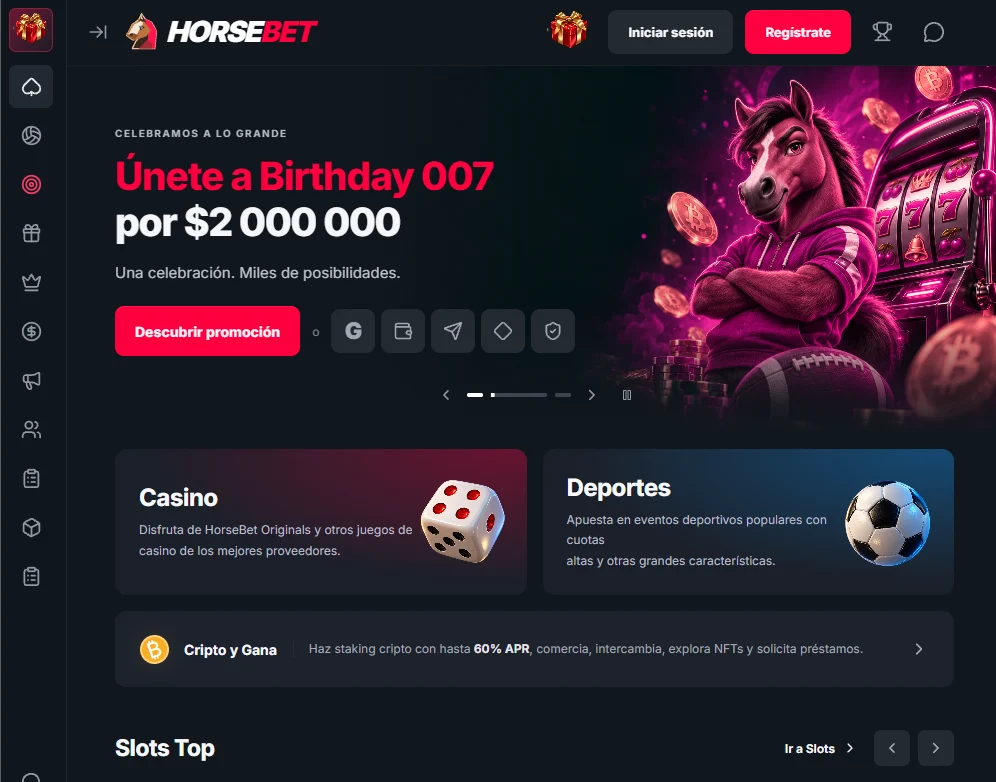 HORSEBET
Iniciar sesión
Regístrate
CELEBRAMOS A LO GRANDE
Únete a Birthday 007
por $2 000 000
Una celebración. Miles de posibilidades.
Descubrir promoción
o
G
7 7 7
Casino
Disfruta de HorseBet Originals y otros juegos de
casino de los mejores proveedores.
Deportes
Apuesta en eventos deportivos populares con
cuotas
altas y otras grandes características.
Cripto y Gana
Haz staking cripto con hasta 60% APR, comercia, intercambia, explora NFTs y solicita préstamos.
Slots Top
Ir a Slots